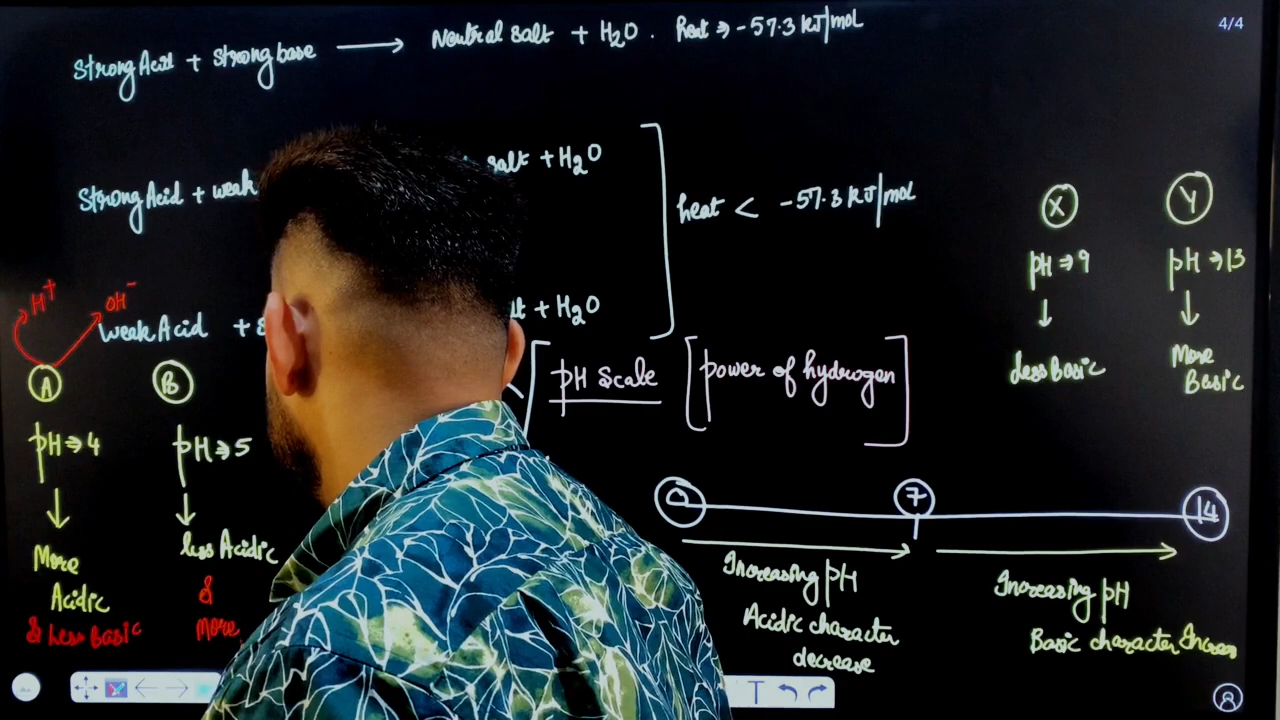 4/4
Strong Acid + strong base ⟶ Neutral salt + H₂O . heat ⇒ -57.3 kJ/mol
Strong Acid + weak salt + H₂O
heat < -57.3 kJ/mol
weak Acid + + H₂O
H⁺ OH⁻
A B
pH ⇒ 4 pH ⇒ 5
↓ ↓
More less Acidic
Acidic &
& Less Basic More
pH Scale [power of hydrogen]
0 7 14
Increasing pH
Acidic character
decrease
Increasing pH
Basic character Increas
X Y
pH ⇒ 9 pH ⇒ 13
↓ ↓
Less Basic More
Basic
T